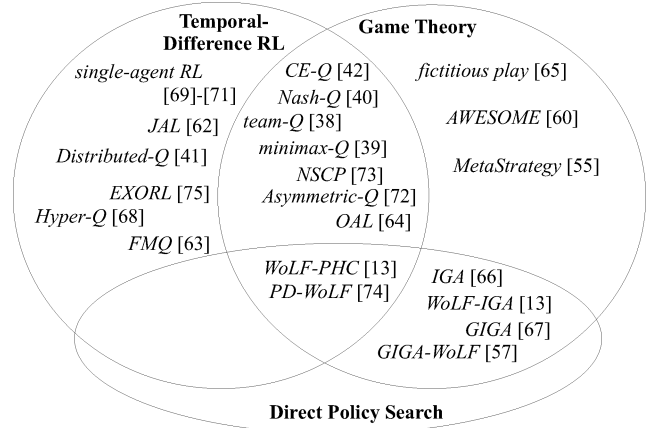 Temporal-
Difference RL
Game Theory
single-agent RL
[69]-[71]
JAL [62]
Distributed-Q [41]
EXORL [75]
Hyper-Q [68]
FMQ [63]
CE-Q [42]
Nash-Q [40]
team-Q [38]
minimax-Q [39]
NSCP [73]
Asymmetric-Q [72]
OAL [64]
fictitious play [65]
AWESOME [60]
MetaStrategy [55]
WoLF-PHC [13]
PD-WoLF [74]
IGA [66]
WoLF-IGA [13]
GIGA [67]
GIGA-WoLF [57]
Direct Policy Search